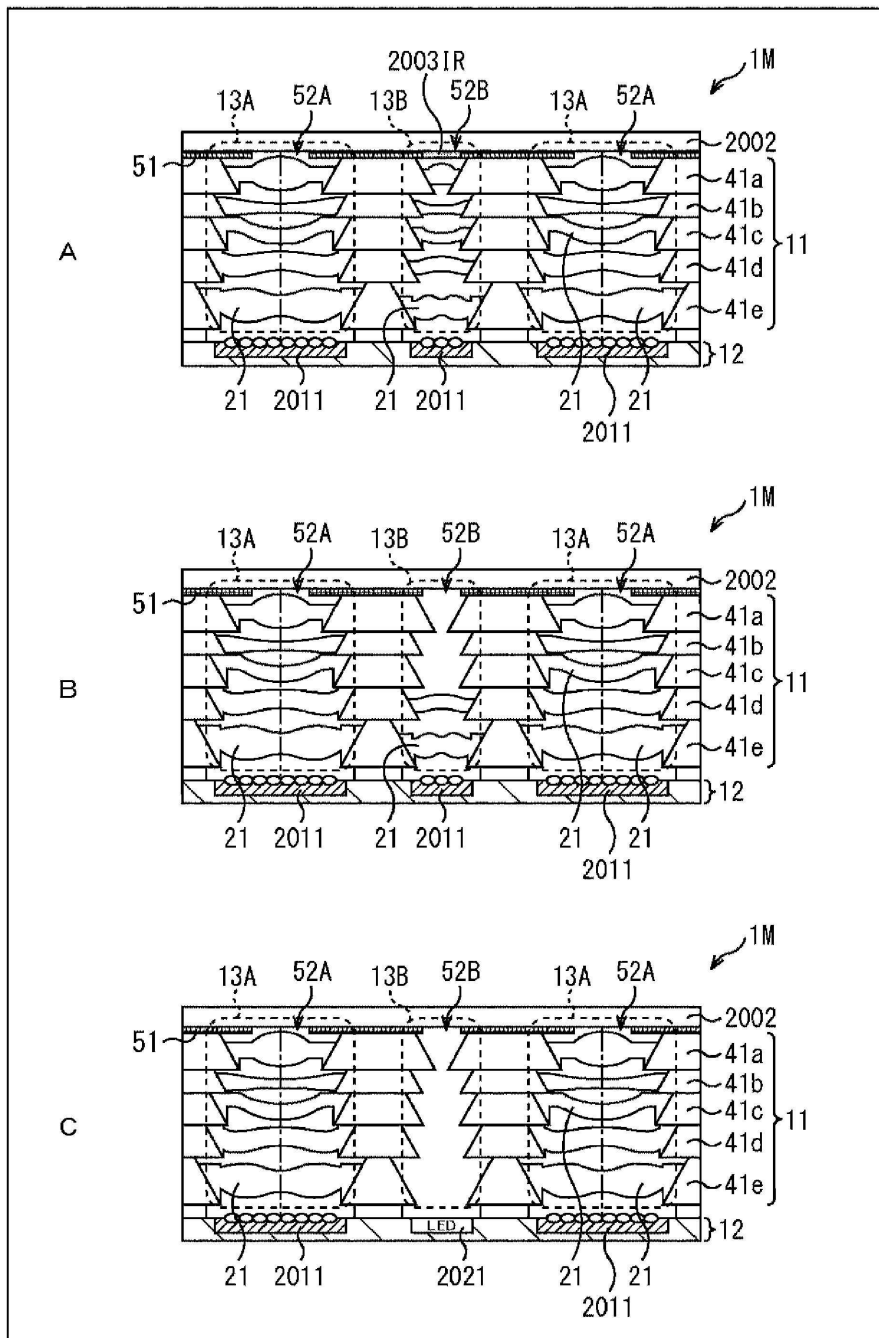 2003IR
1M
13A 52A 13B 52B 13A 52A
2002
51
41a
41b
A 41c 11
41d
41e
12
21 2011 21 2011 21 21
2011
1M
13A 52A 13B 52B 13A 52A
2002
51
41a
41b
B 41c 11
41d
41e
12
21 2011 21 2011 21 21
2011
1M
13A 52A 13B 52B 13A 52A
2002
51
41a
41b
C 41c 11
41d
41e
LED 12
21 2011 2021 21 21
2011